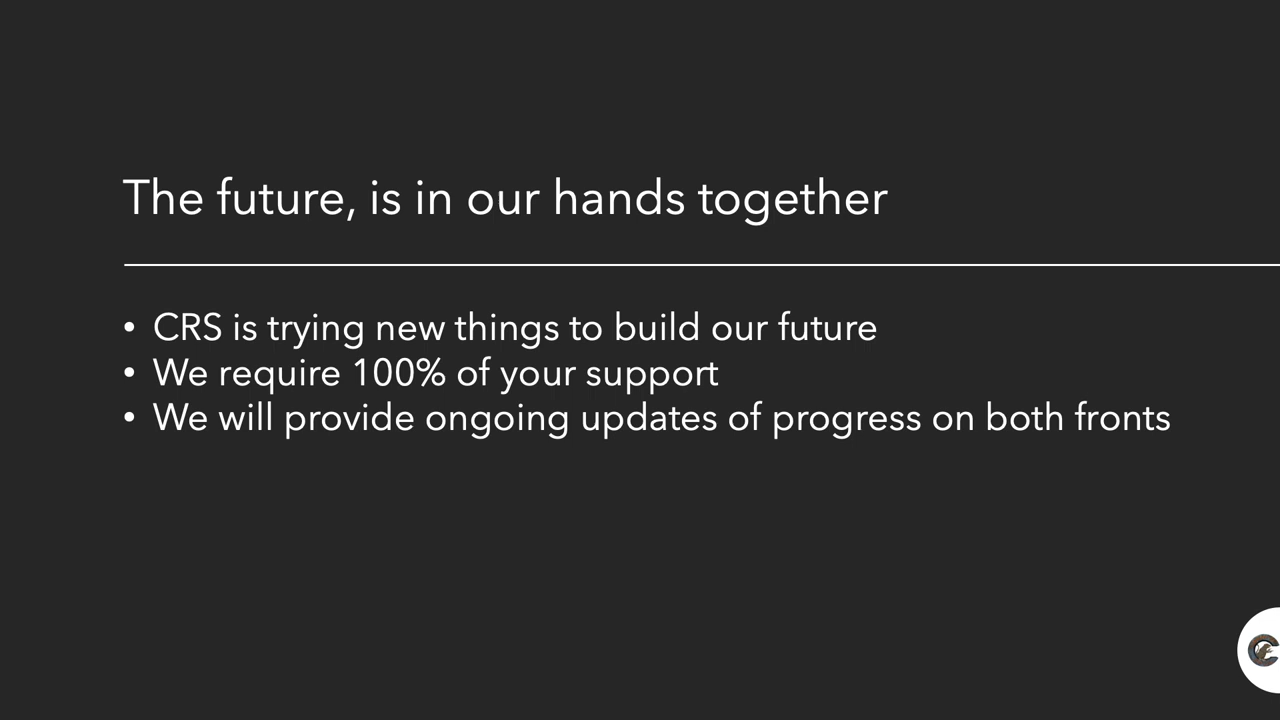 The future, is in our hands together
• CRS is trying new things to build our future
• We require 100% of your support
• We will provide ongoing updates of progress on both fronts